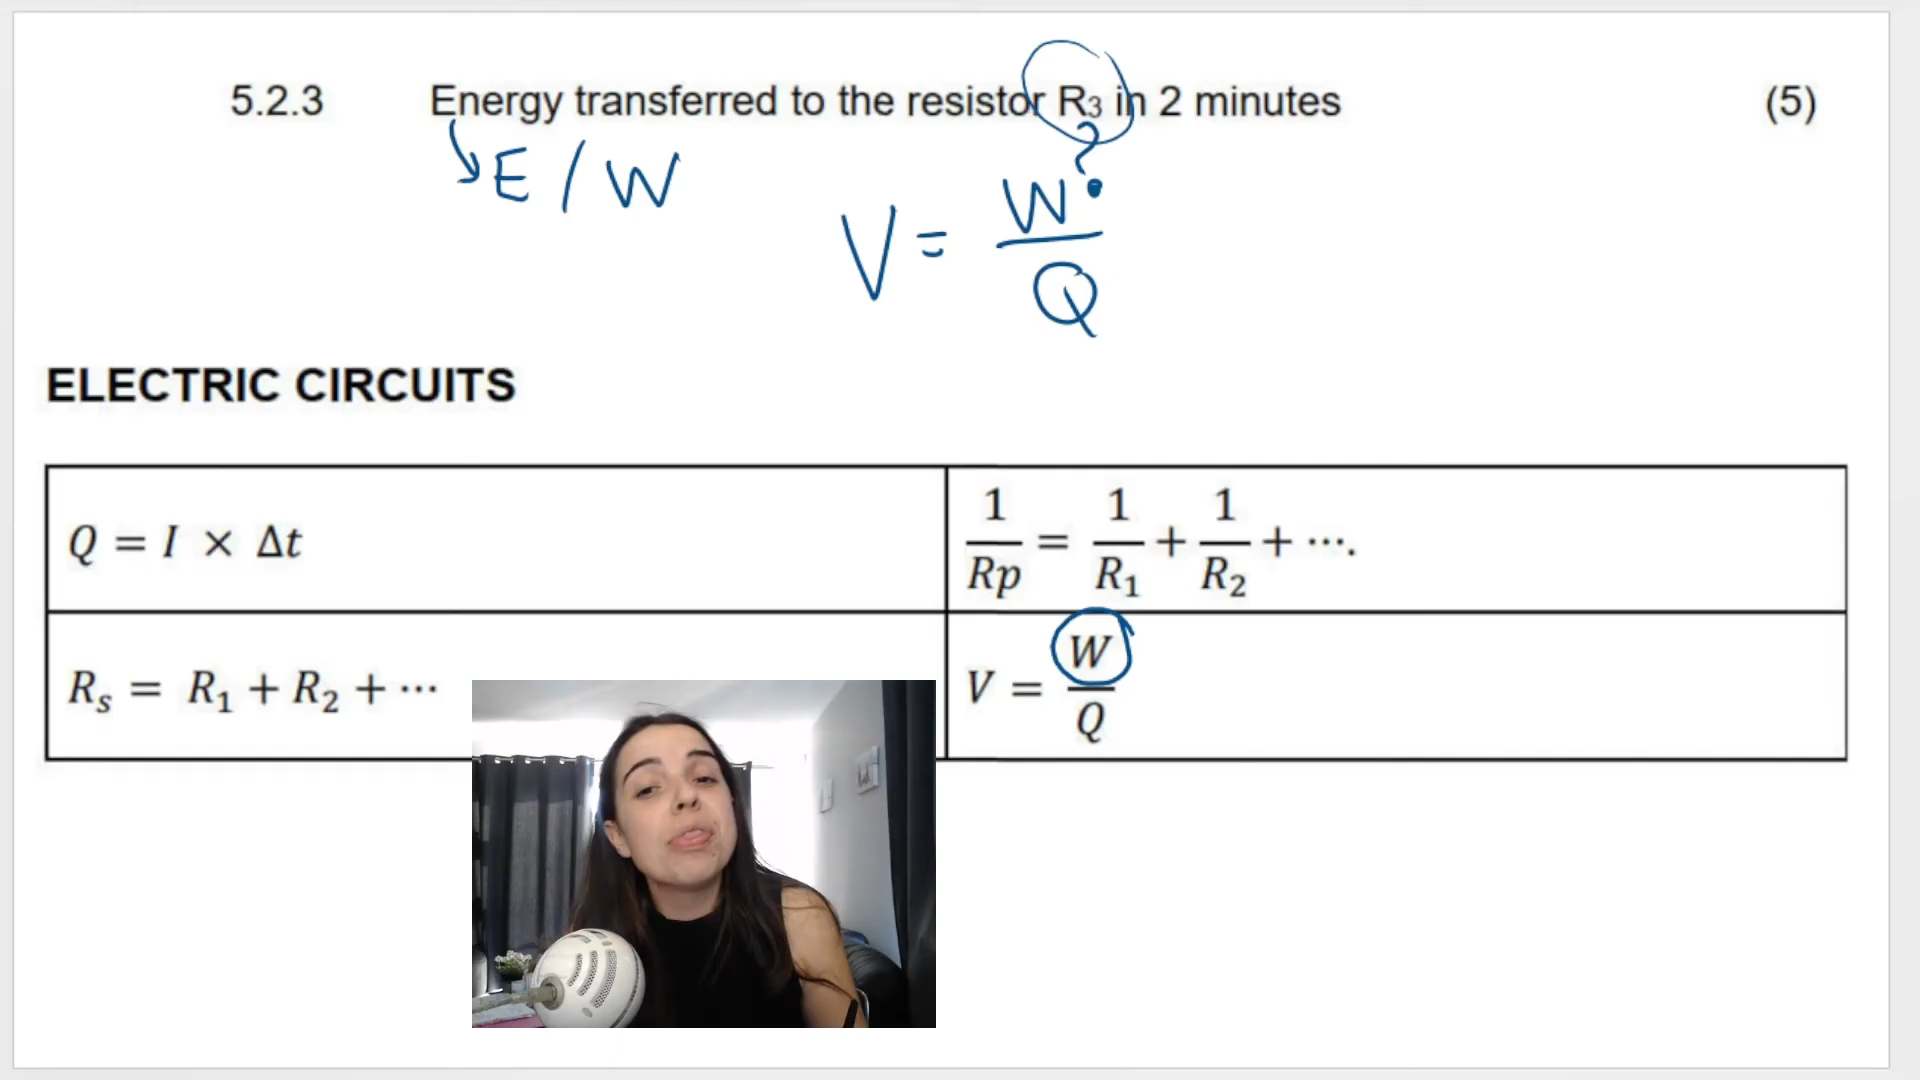 5.2.3 Energy transferred to the resistor R₃ in 2 minutes (5)
E / W
?
V = W/Q
ELECTRIC CIRCUITS
Q = I × Δt
1/Rp = 1/R₁ + 1/R₂ + ….
Rₛ = R₁ + R₂ + ⋯
V = W/Q